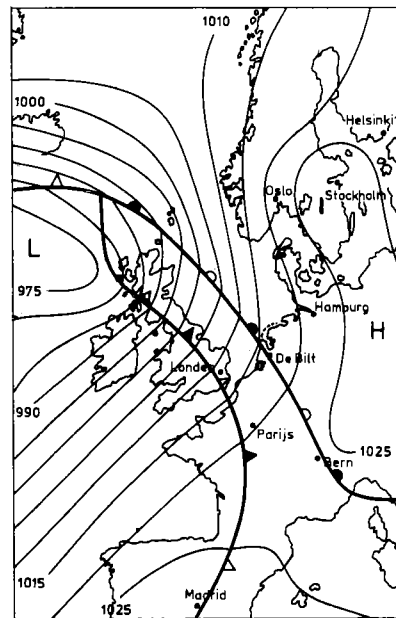 1010
1000
Helsinki
Oslo
Stockholm
L
975
Hamburg
H
De Bilt
Londen
990
Parijs
1025
Bern
1015
1025
Madrid